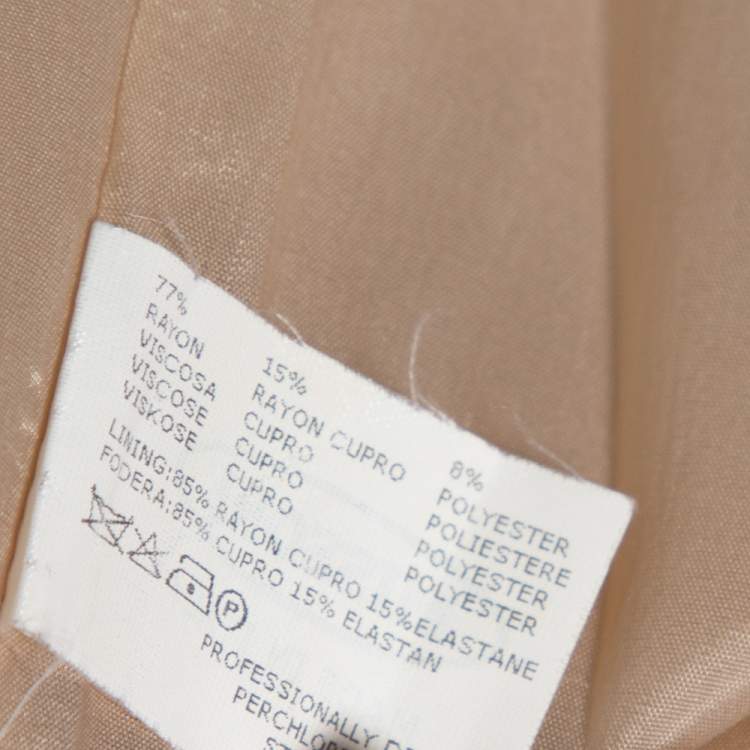 77%
RAYON
VISCOSA
VISCOSE
VISKOSE
15%
RAYON CUPRO
CUPRO
CUPRO
CUPRO
8%
POLYESTER
POLIESTERE
POLYESTER
POLYESTER
LINING:85% RAYON CUPRO 15%ELASTANE
FODERA:85% CUPRO 15% ELASTAN
P
PROFESSIONALLY